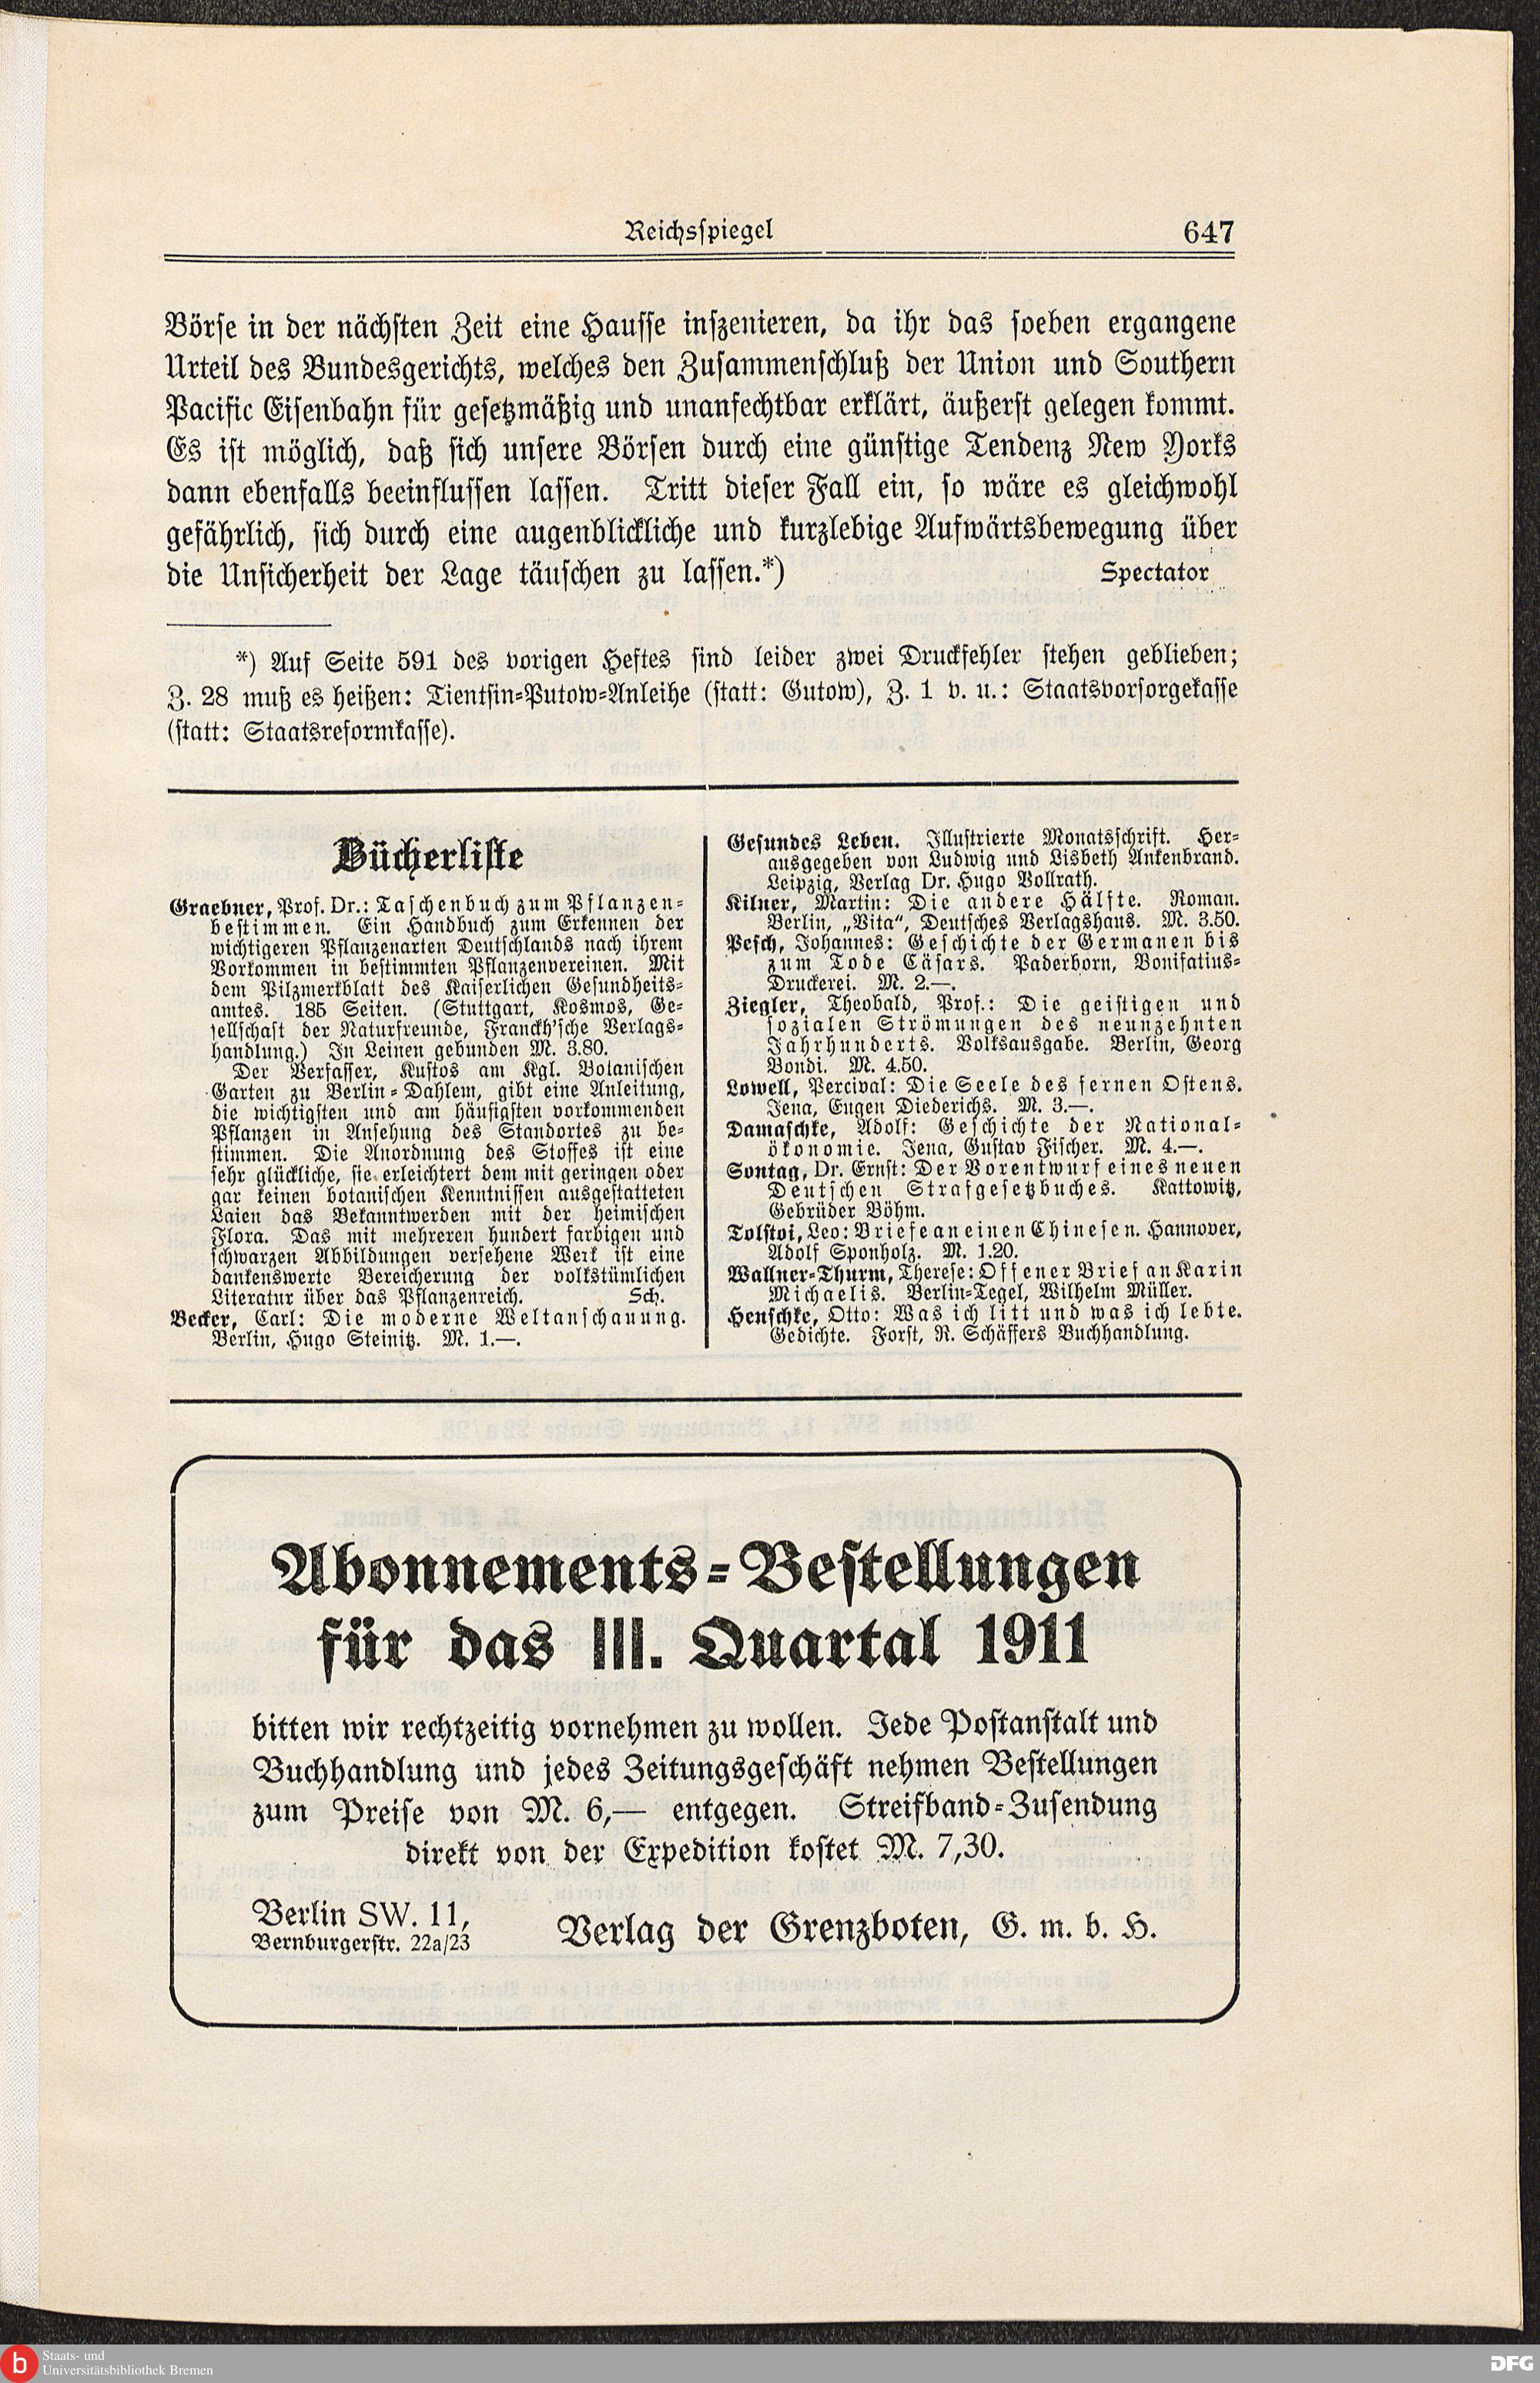 Reichsspiegel 647
Börse in der nächsten Zeit eine Hausse inszenieren, da ihr das soeben ergangene
Urteil des Bundesgerichts, welches den Zusammenschluß der Union und Southern
Pacific Eisenbahn für gesetzmäßig und unanfechtbar erklärt, äußerst gelegen kommt.
Es ist möglich, daß sich unsere Börsen durch eine günstige Tendenz New Yorks
dann ebenfalls beeinflussen lassen. Tritt dieser Fall ein, so wäre es gleichwohl
gefährlich, sich durch eine augenblickliche und kurzlebige Aufwärtsbewegung über
die Unsicherheit der Lage täuschen zu lassen.*) Spectator
*) Auf Seite 591 des vorigen Heftes sind leider zwei Druckfehler stehen geblieben;
Z. 28 muß es heißen: Tientsin-Putow-Anleihe (statt: Gutow), Z. 1 v. u.: Staatsvorsorgekasse
(statt: Staatsreformkasse).
Bücherliste
Graebner, Prof. Dr.: Taschenbuch zum Pflanzen-
bestimmen. Ein Handbuch zum Erkennen der
wichtigeren Pflanzenarten Deutschlands nach ihrem
Vorkommen in bestimmten Pflanzenvereinen. Mit
dem Pilzmerkblatt des Kaiserlichen Gesundheits-
amtes. 185 Seiten. (Stuttgart, Kosmos, Ge-
sellschaft der Naturfreunde, Franckh'sche Verlags-
handlung.) In Leinen gebunden M. 3.80.
Der Verfasser, Kustos am Kgl. Botanischen
Garten zu Berlin-Dahlem, gibt eine Anleitung,
die wichtigsten und am häufigsten vorkommenden
Pflanzen in Ansehung des Standortes zu be-
stimmen. Die Anordnung des Stoffes ist eine
sehr glückliche, sie erleichtert dem mit geringen oder
gar keinen botanischen Kenntnissen ausgestatteten
Laien das Bekanntwerden mit der heimischen
Flora. Das mit mehreren hundert farbigen und
schwarzen Abbildungen versehene Werk ist eine
dankenswerte Bereicherung der volkstümlichen
Literatur über das Pflanzenreich. Sch.
Becker, Carl: Die moderne Weltanschauung.
Berlin, Hugo Steinitz. M. 1.—.
Gesundes Leben. Illustrierte Monatsschrift. Her-
ausgegeben von Ludwig und Lisbeth Ankenbrand.
Leipzig, Verlag Dr. Hugo Vollrath.
Kilner, Martin: Die andere Hälfte. Roman.
Berlin, „Vita“, Deutsches Verlagshaus. M. 3.50.
Pesch, Johannes: Geschichte der Germanen bis
zum Tode Cäsars. Paderborn, Bonifatius-
Druckerei. M. 2.—.
Ziegler, Theobald, Prof.: Die geistigen und
sozialen Strömungen des neunzehnten
Jahrhunderts. Volksausgabe. Berlin, Georg
Bondi. M. 4.50.
Lowell, Percival: Die Seele des fernen Ostens.
Jena, Eugen Diederichs. M. 3.—.
Damaschke, Adolf: Geschichte der National-
ökonomie. Jena, Gustav Fischer. M. 4.—.
Sontag, Dr. Ernst: Der Vorentwurf eines neuen
Deutschen Strafgesetzbuches. Kattowitz,
Gebrüder Böhm.
Tolstoi, Leo: Briefe an einen Chinesen. Hannover,
Adolf Sponholz. M. 1.20.
Wallner-Thurm, Therese: Offener Brief an Karin
Michaelis. Berlin-Tegel, Wilhelm Müller.
Henschke, Otto: Was ich litt und was ich lebte.
Gedichte. Forst, R. Schäffers Buchhandlung.
Abonnements-Bestellungen
für das III. Quartal 1911
bitten wir rechtzeitig vornehmen zu wollen. Jede Postanstalt und
Buchhandlung und jedes Zeitungsgeschäft nehmen Bestellungen
zum Preise von M. 6,— entgegen. Streifband-Zusendung
direkt von der Expedition kostet M. 7,30.
Berlin SW. 11,
Bernburgerstr. 22a/23
Verlag der Grenzboten, G. m. b. H.
b Staats- und
Universitätsbibliothek Bremen
DFG